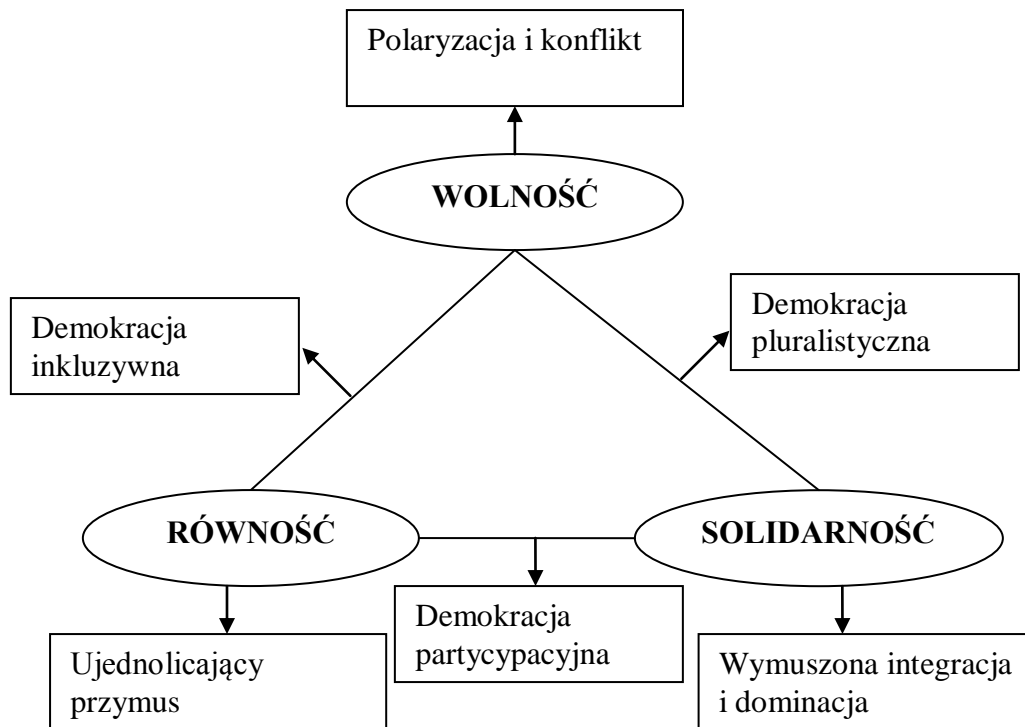 Polaryzacja i konflikt
WOLNOŚĆ
Demokracja
inkluzywna
Demokracja
pluralistyczna
RÓWNOŚĆ
SOLIDARNOŚĆ
Demokracja
partycypacyjna
Ujednolicający
przymus
Wymuszona integracja
i dominacja